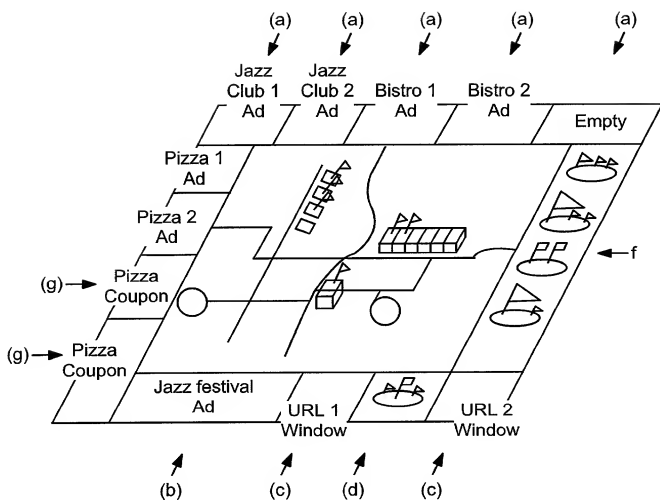 (a) (a) (a) (a) (a)
Jazz
Club 1
Ad
Jazz
Club 2
Ad
Bistro 1
Ad
Bistro 2
Ad
Empty
Pizza 1
Ad
Pizza 2
Ad
f
(g)
Pizza
Coupon
(g)
Pizza
Coupon
Jazz festival
Ad
URL 1
Window
URL 2
Window
(b) (c) (d) (c)